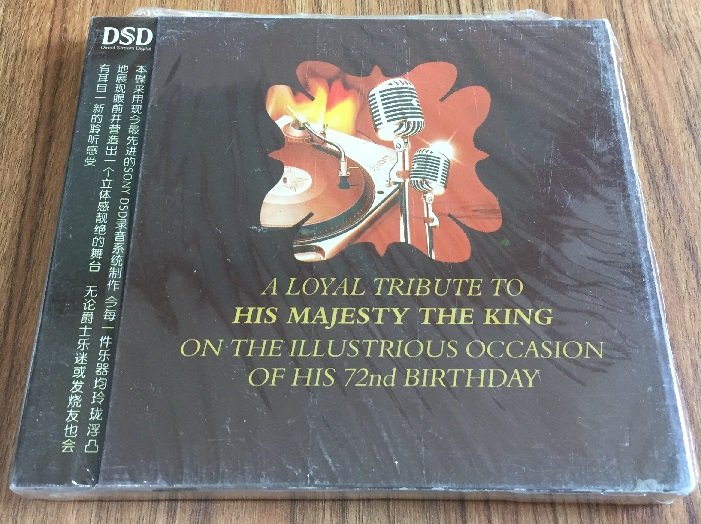 DSD
Direct Stream Digital
本碟采用现今最先进的SONY DSD录音系统制作 令每一件乐器均玲珑浮凸
地展现眼前并营造出一个立体感靓绝的舞台 无论爵士乐迷或发烧友也会
有耳目一新的聆听感受
A LOYAL TRIBUTE TO
HIS MAJESTY THE KING
ON THE ILLUSTRIOUS OCCASION
OF HIS 72nd BIRTHDAY